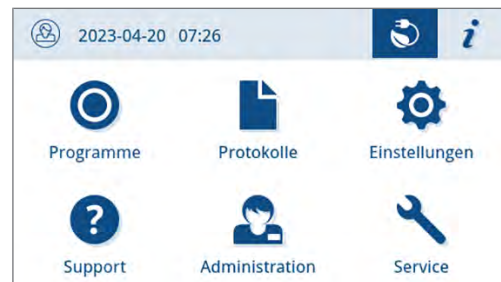 2023-04-20 07:26 i
Programme Protokolle Einstellungen
?
Support Administration Service